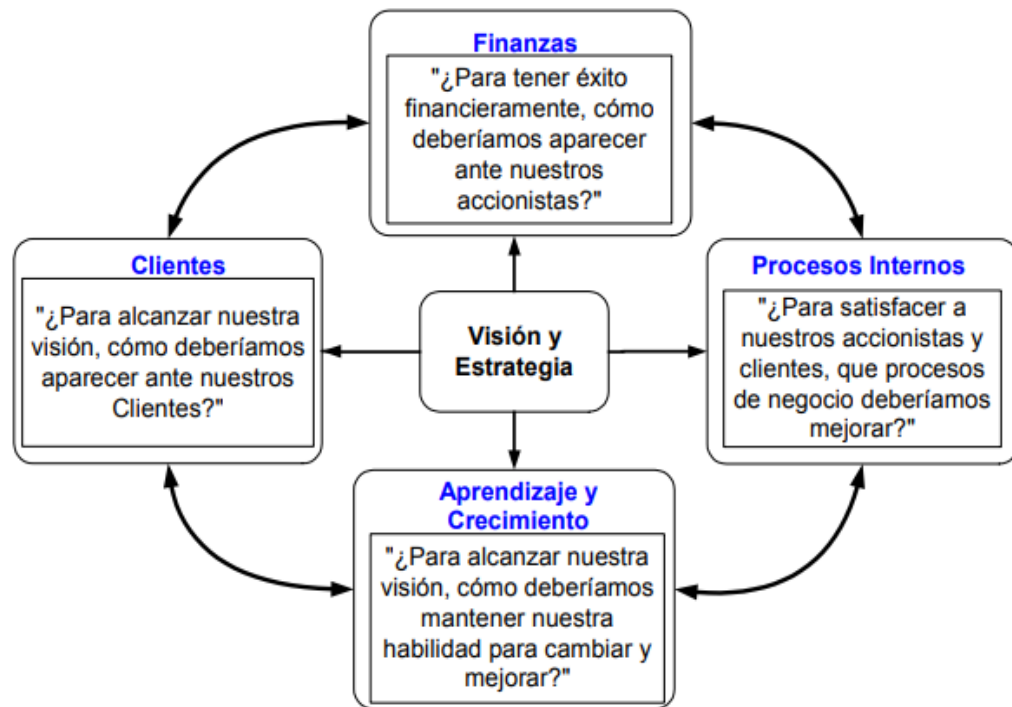 Finanzas
"¿Para tener éxito
financieramente, cómo
deberíamos aparecer
ante nuestros
accionistas?"
Clientes
"¿Para alcanzar nuestra
visión, cómo deberíamos
aparecer ante nuestros
Clientes?"
Visión y
Estrategia
Procesos Internos
"¿Para satisfacer a
nuestros accionistas y
clientes, que procesos
de negocio deberíamos
mejorar?"
Aprendizaje y
Crecimiento
"¿Para alcanzar nuestra
visión, cómo deberíamos
mantener nuestra
habilidad para cambiar y
mejorar?"